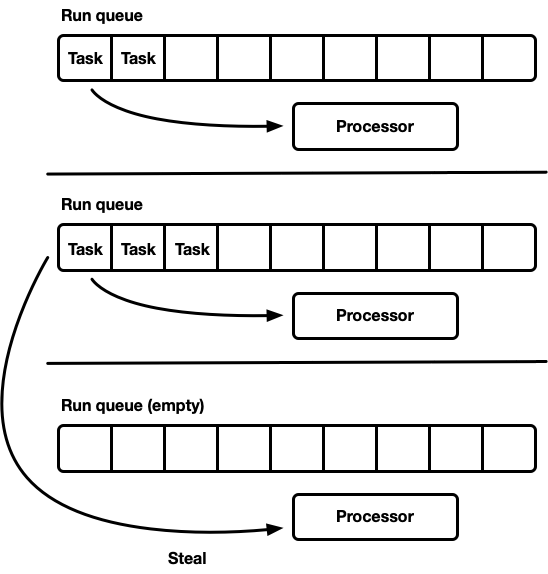 Run queue
Task Task
Processor
Run queue
Task Task Task
Processor
Run queue (empty)
Processor
Steal